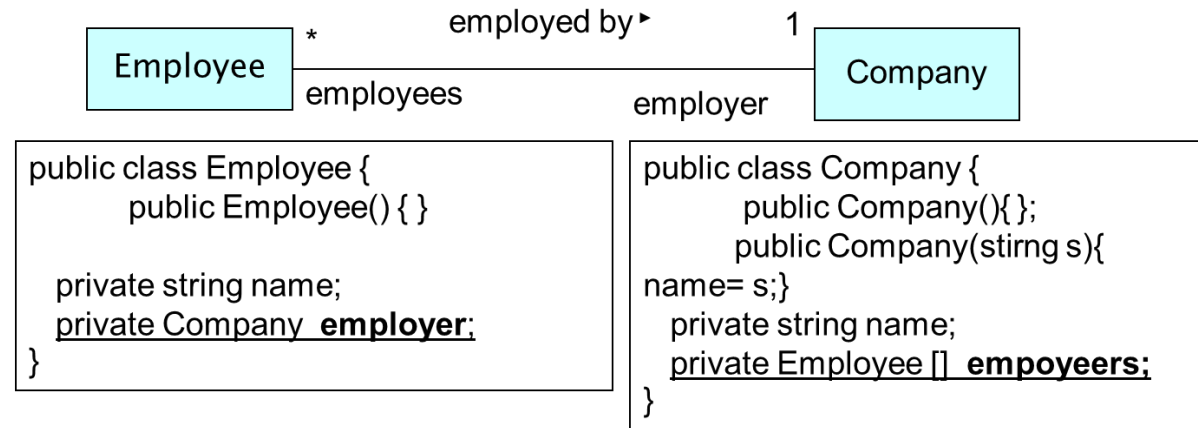 employed by ▸
* 1
Employee
Company
employees
employer
public class Employee {
public Employee() { }
private string name;
private Company employer;
}
public class Company {
public Company(){ };
public Company(stirng s){
name= s;}
private string name;
private Employee [] empoyeers;
}